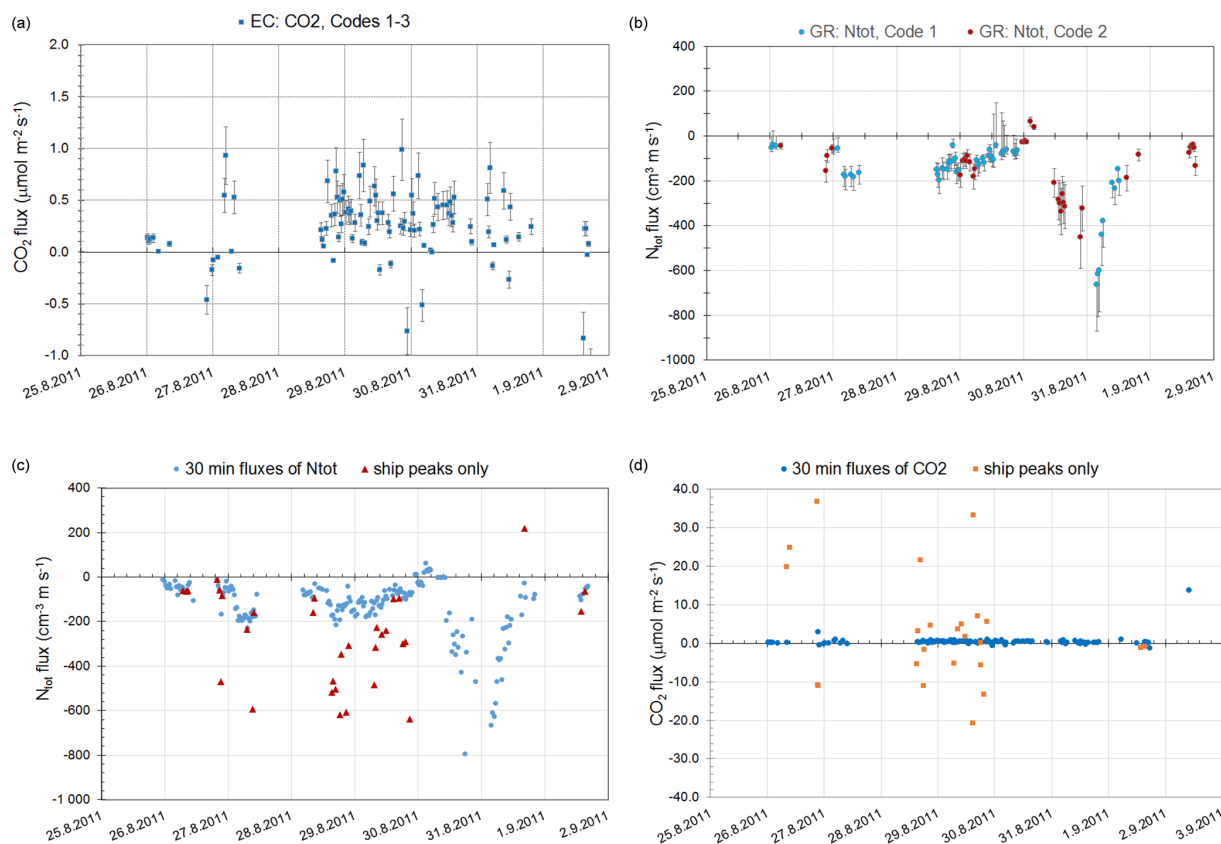 (a)
EC: CO2, Codes 1-3
CO2 flux (μmol m-2 s-1)
2.0
1.5
1.0
0.5
0.0
-0.5
-1.0
25.8.2011 26.8.2011 27.8.2011 28.8.2011 29.8.2011 30.8.2011 31.8.2011 1.9.2011 2.9.2011
(b)
GR: Ntot, Code 1 GR: Ntot, Code 2
Ntot flux (cm3 m s-1)
400
200
0
-200
-400
-600
-800
-1000
25.8.2011 26.8.2011 27.8.2011 28.8.2011 29.8.2011 30.8.2011 31.8.2011 1.9.2011 2.9.2011
(c)
30 min fluxes of Ntot ship peaks only
Ntot flux (cm-3 m s-1)
400
200
0
-200
-400
-600
-800
-1 000
25.8.2011 26.8.2011 27.8.2011 28.8.2011 29.8.2011 30.8.2011 31.8.2011 1.9.2011 2.9.2011
(d)
30 min fluxes of CO2 ship peaks only
CO2 flux (μmol m-2 s-1)
40.0
30.0
20.0
10.0
0.0
-10.0
-20.0
-30.0
-40.0
25.8.2011 26.8.2011 27.8.2011 28.8.2011 29.8.2011 30.8.2011 31.8.2011 1.9.2011 2.9.2011 3.9.2011